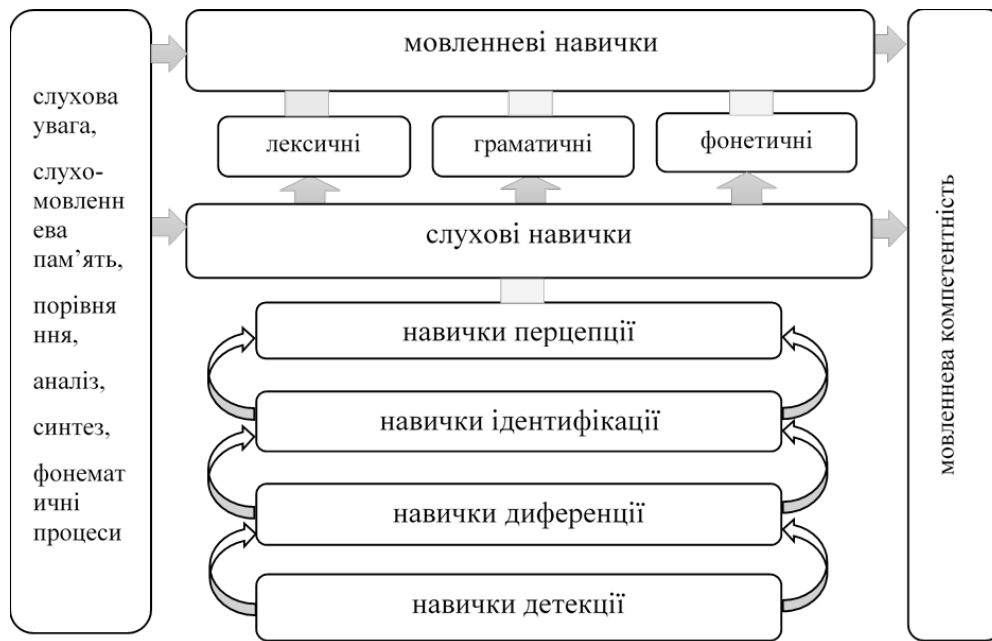 слухова
увага,
слухо-
мовленн
ева
пам’ять,
порівня
ння,
аналіз,
синтез,
фонемат
ичні
процеси
мовленнєві навички
лексичні
граматичні
фонетичні
слухові навички
навички перцепції
навички ідентифікації
навички диференції
навички детекції
мовленнєва компетентність